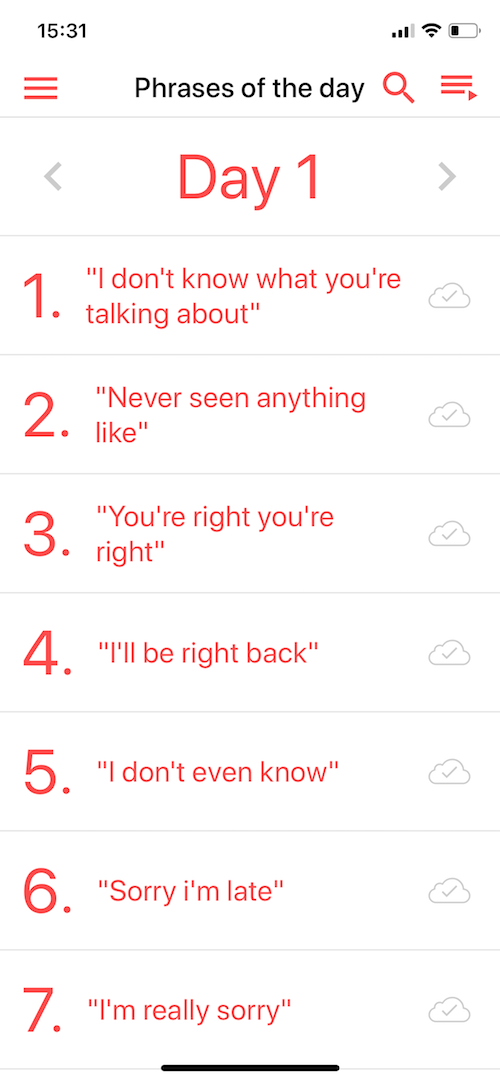 15:31
Phrases of the day
Day 1
1. "I don't know what you're
talking about"
2. "Never seen anything
like"
3. "You're right you're
right"
4. "I'll be right back"
5. "I don't even know"
6. "Sorry i'm late"
7. "I'm really sorry"